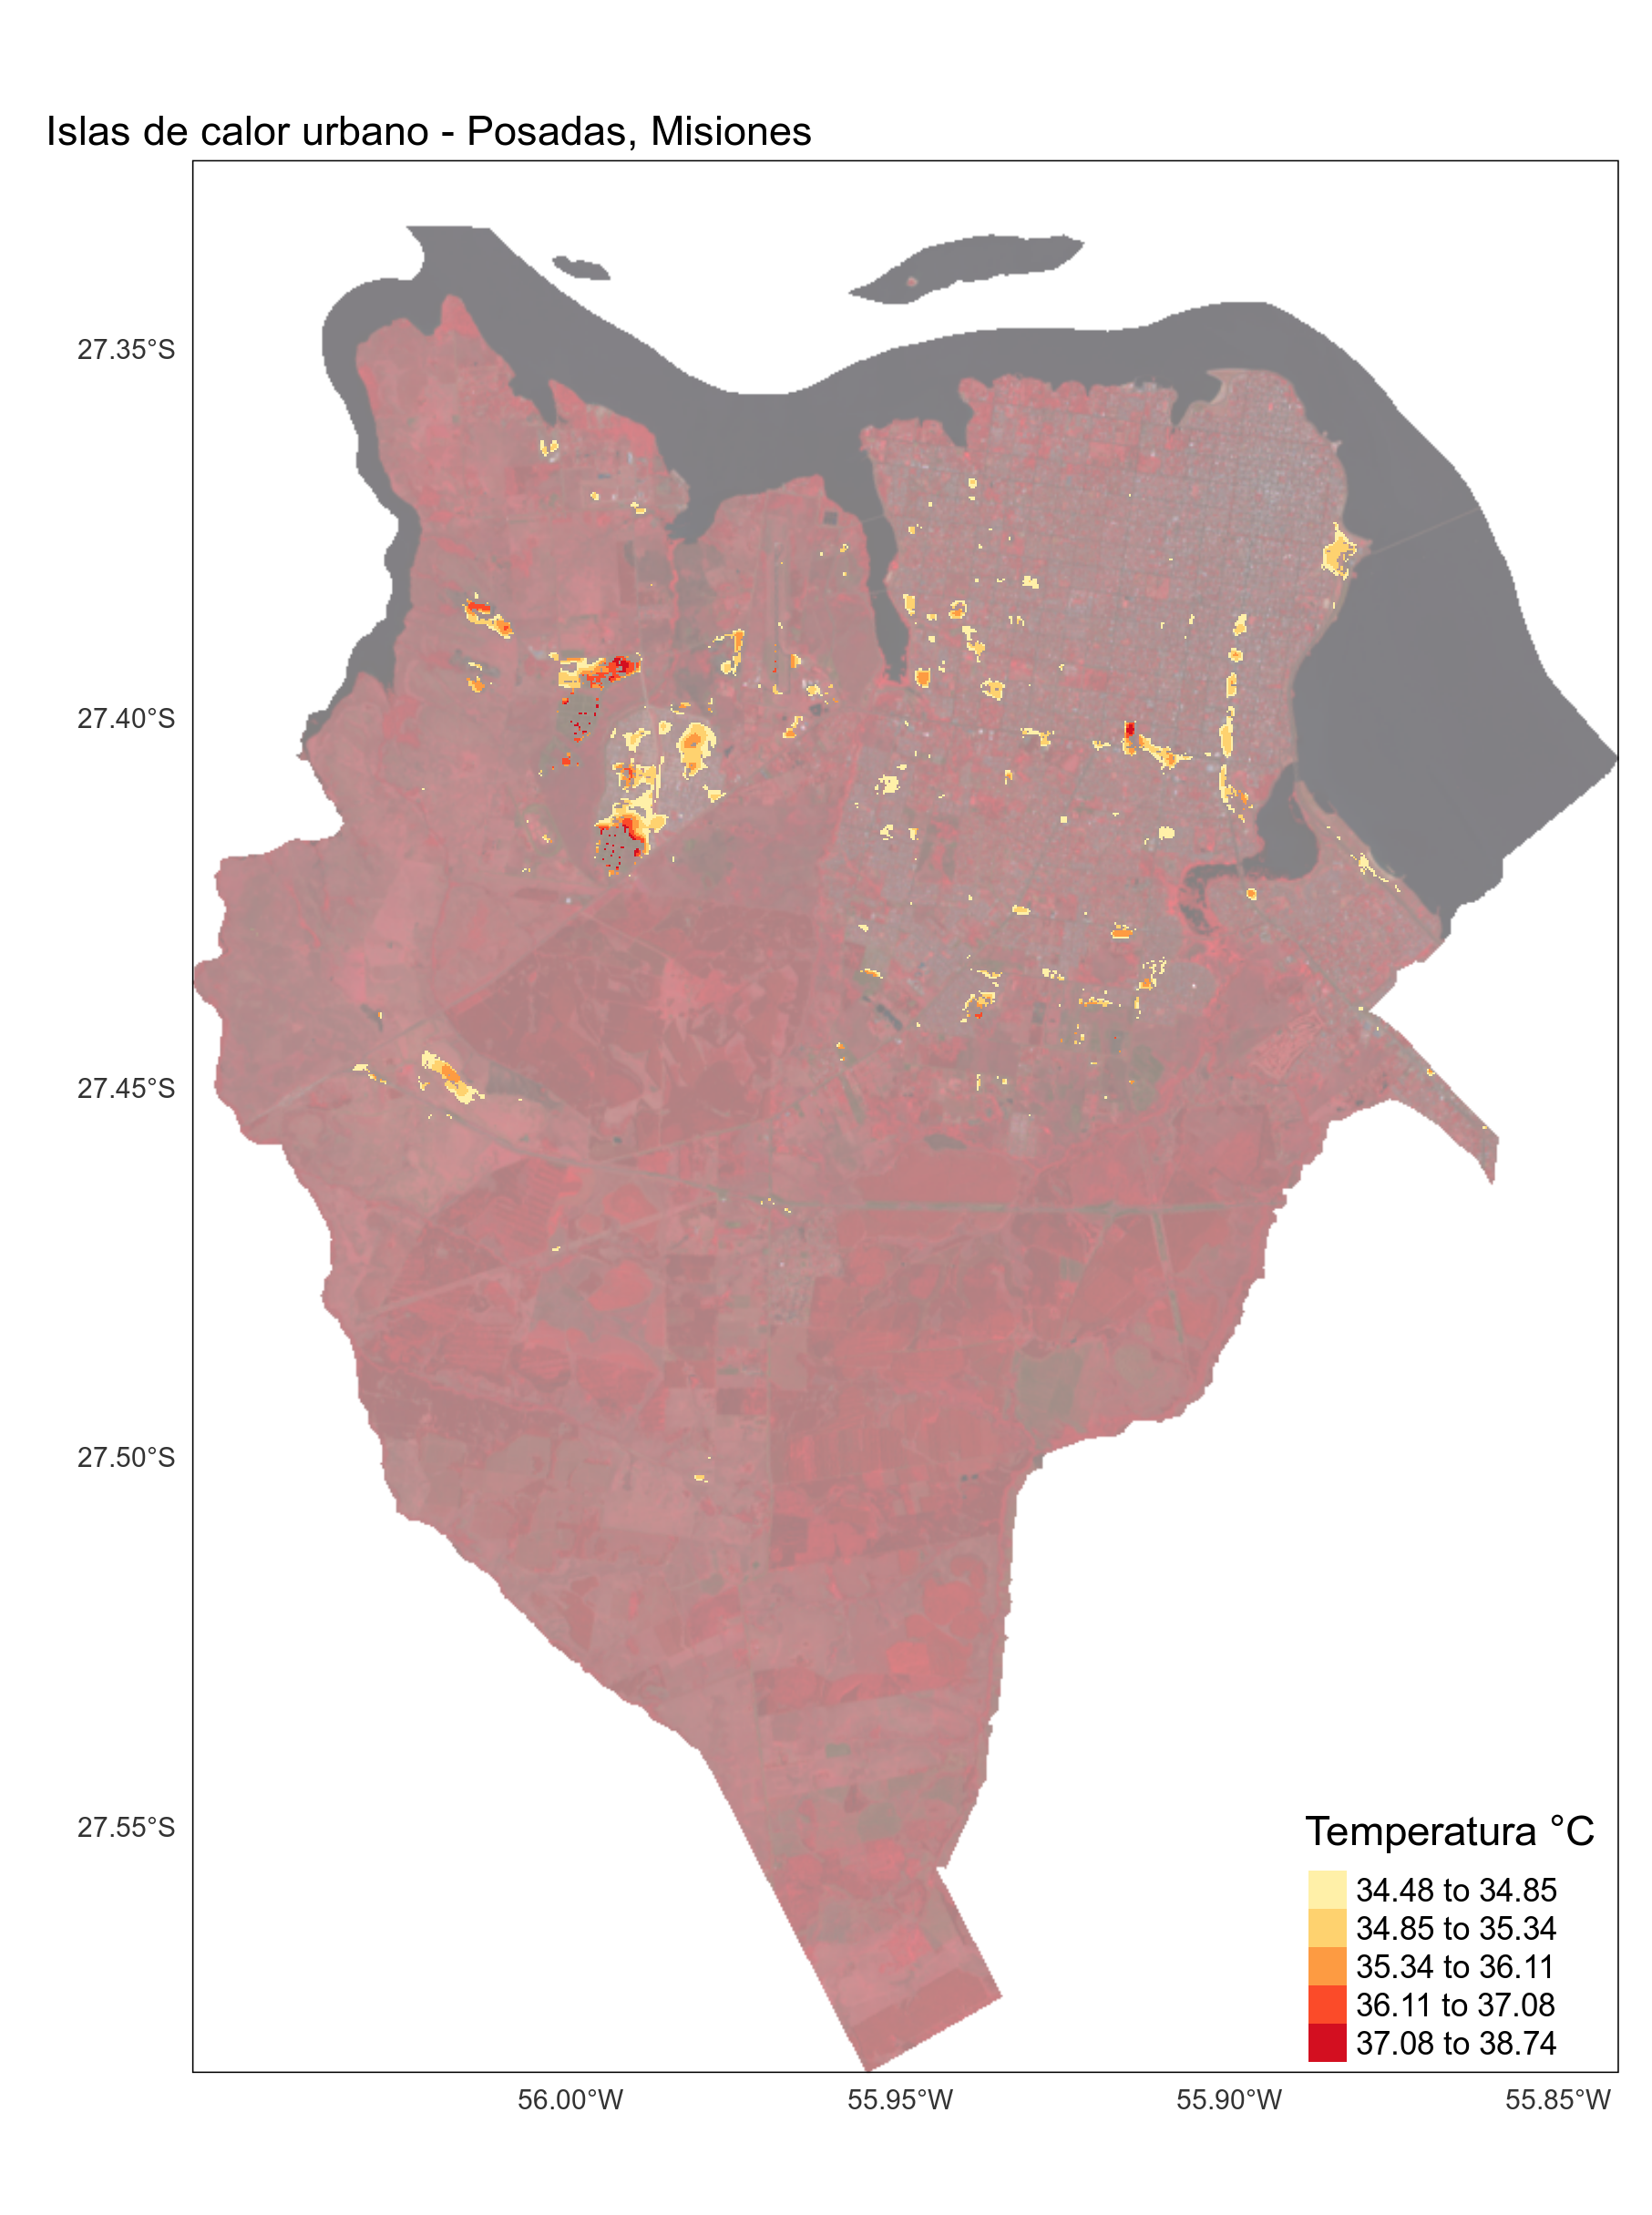 Islas de calor urbano - Posadas, Misiones
27.35°S
27.40°S
27.45°S
27.50°S
27.55°S
Temperatura °C
34.48 to 34.85
34.85 to 35.34
35.34 to 36.11
36.11 to 37.08
37.08 to 38.74
56.00°W
55.95°W
55.90°W
55.85°W